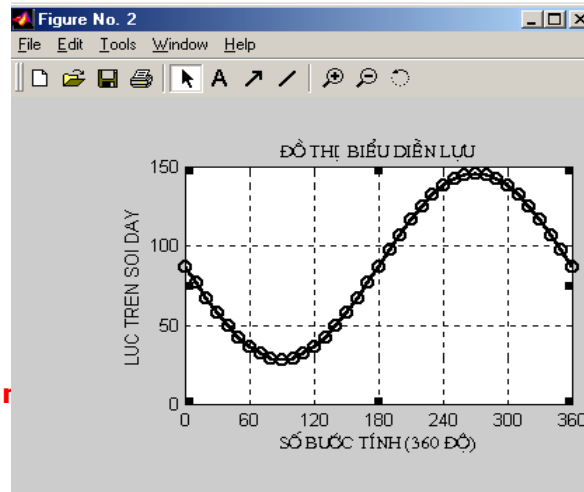 Figure No. 2
File Edit Tools Window Help
ĐỒ THỊ BIỂU DIỄN LỰU
LUC TREN SOI DAY
150
100
50
0
0 60 120 180 240 300 360
SỐ BƯỚC TÍNH (360 ĐỘ)